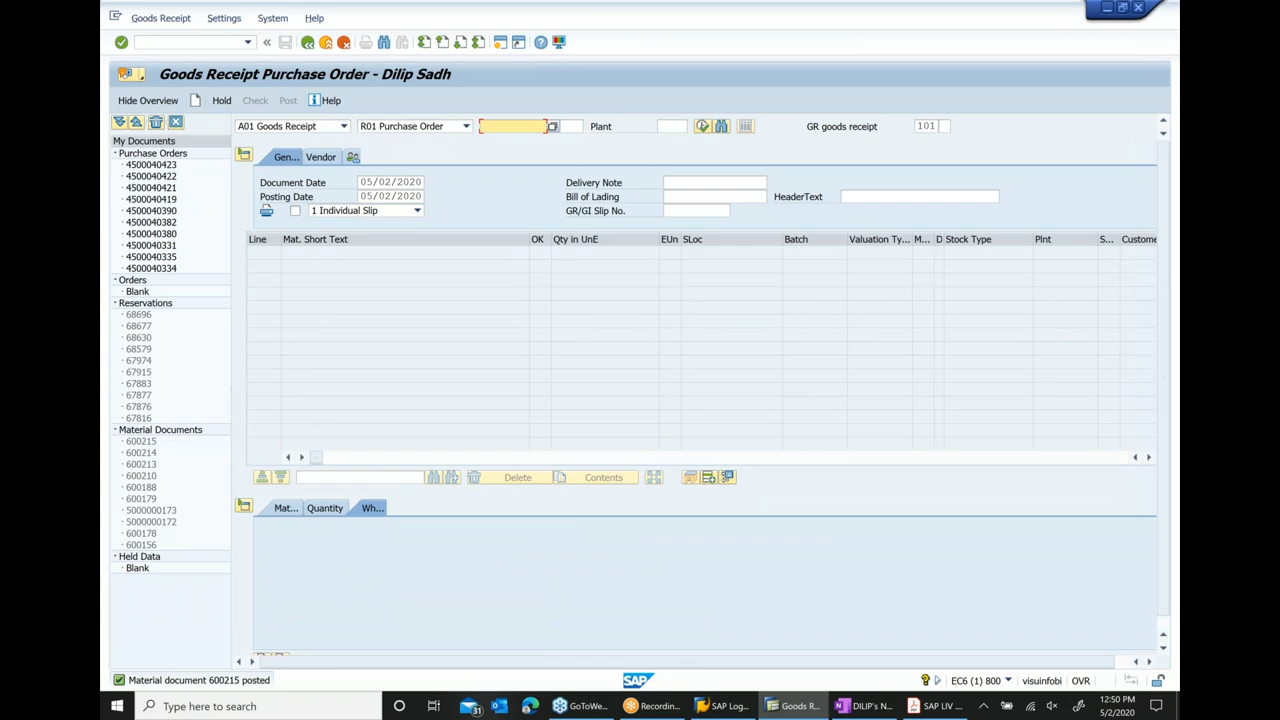 Goods Receipt Settings System Help
Goods Receipt Purchase Order - Dilip Sadh
Hide Overview Hold Check Post Help
A01 Goods Receipt R01 Purchase Order Plant GR goods receipt 101
My Documents
Purchase Orders
4500040423
4500040422
4500040421
4500040419
4500040390
4500040382
4500040380
4500040331
4500040335
4500040334
Orders
Blank
Reservations
68696
68677
68630
68579
67974
67915
67883
67877
67876
67816
Material Documents
600215
600214
600213
600210
600188
600179
5000000173
5000000172
600178
600156
Held Data
Blank
Gen... Vendor
Document Date 05/02/2020 Delivery Note
Posting Date 05/02/2020 Bill of Lading HeaderText
1 Individual Slip GR/GI Slip No.
Line Mat. Short Text OK Qty in UnE EUn SLoc Batch Valuation Ty... M... D Stock Type Plnt S... Custome
Delete Contents
Mat... Quantity Wh...
Material document 600215 posted SAP EC6 (1) 800 visuinfobi OVR
Type here to search 31 GoToWe... Recordin... SAP Log... Goods R... DILIP's N... SAP LIV ... 12:50 PM
5/2/2020